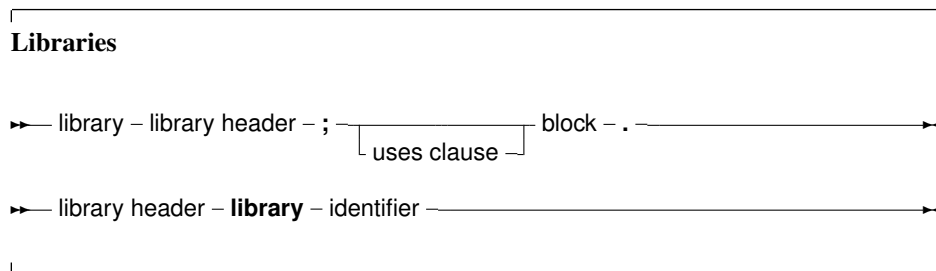 Libraries
library – library header – ; – block – .
uses clause
library header – library – identifier